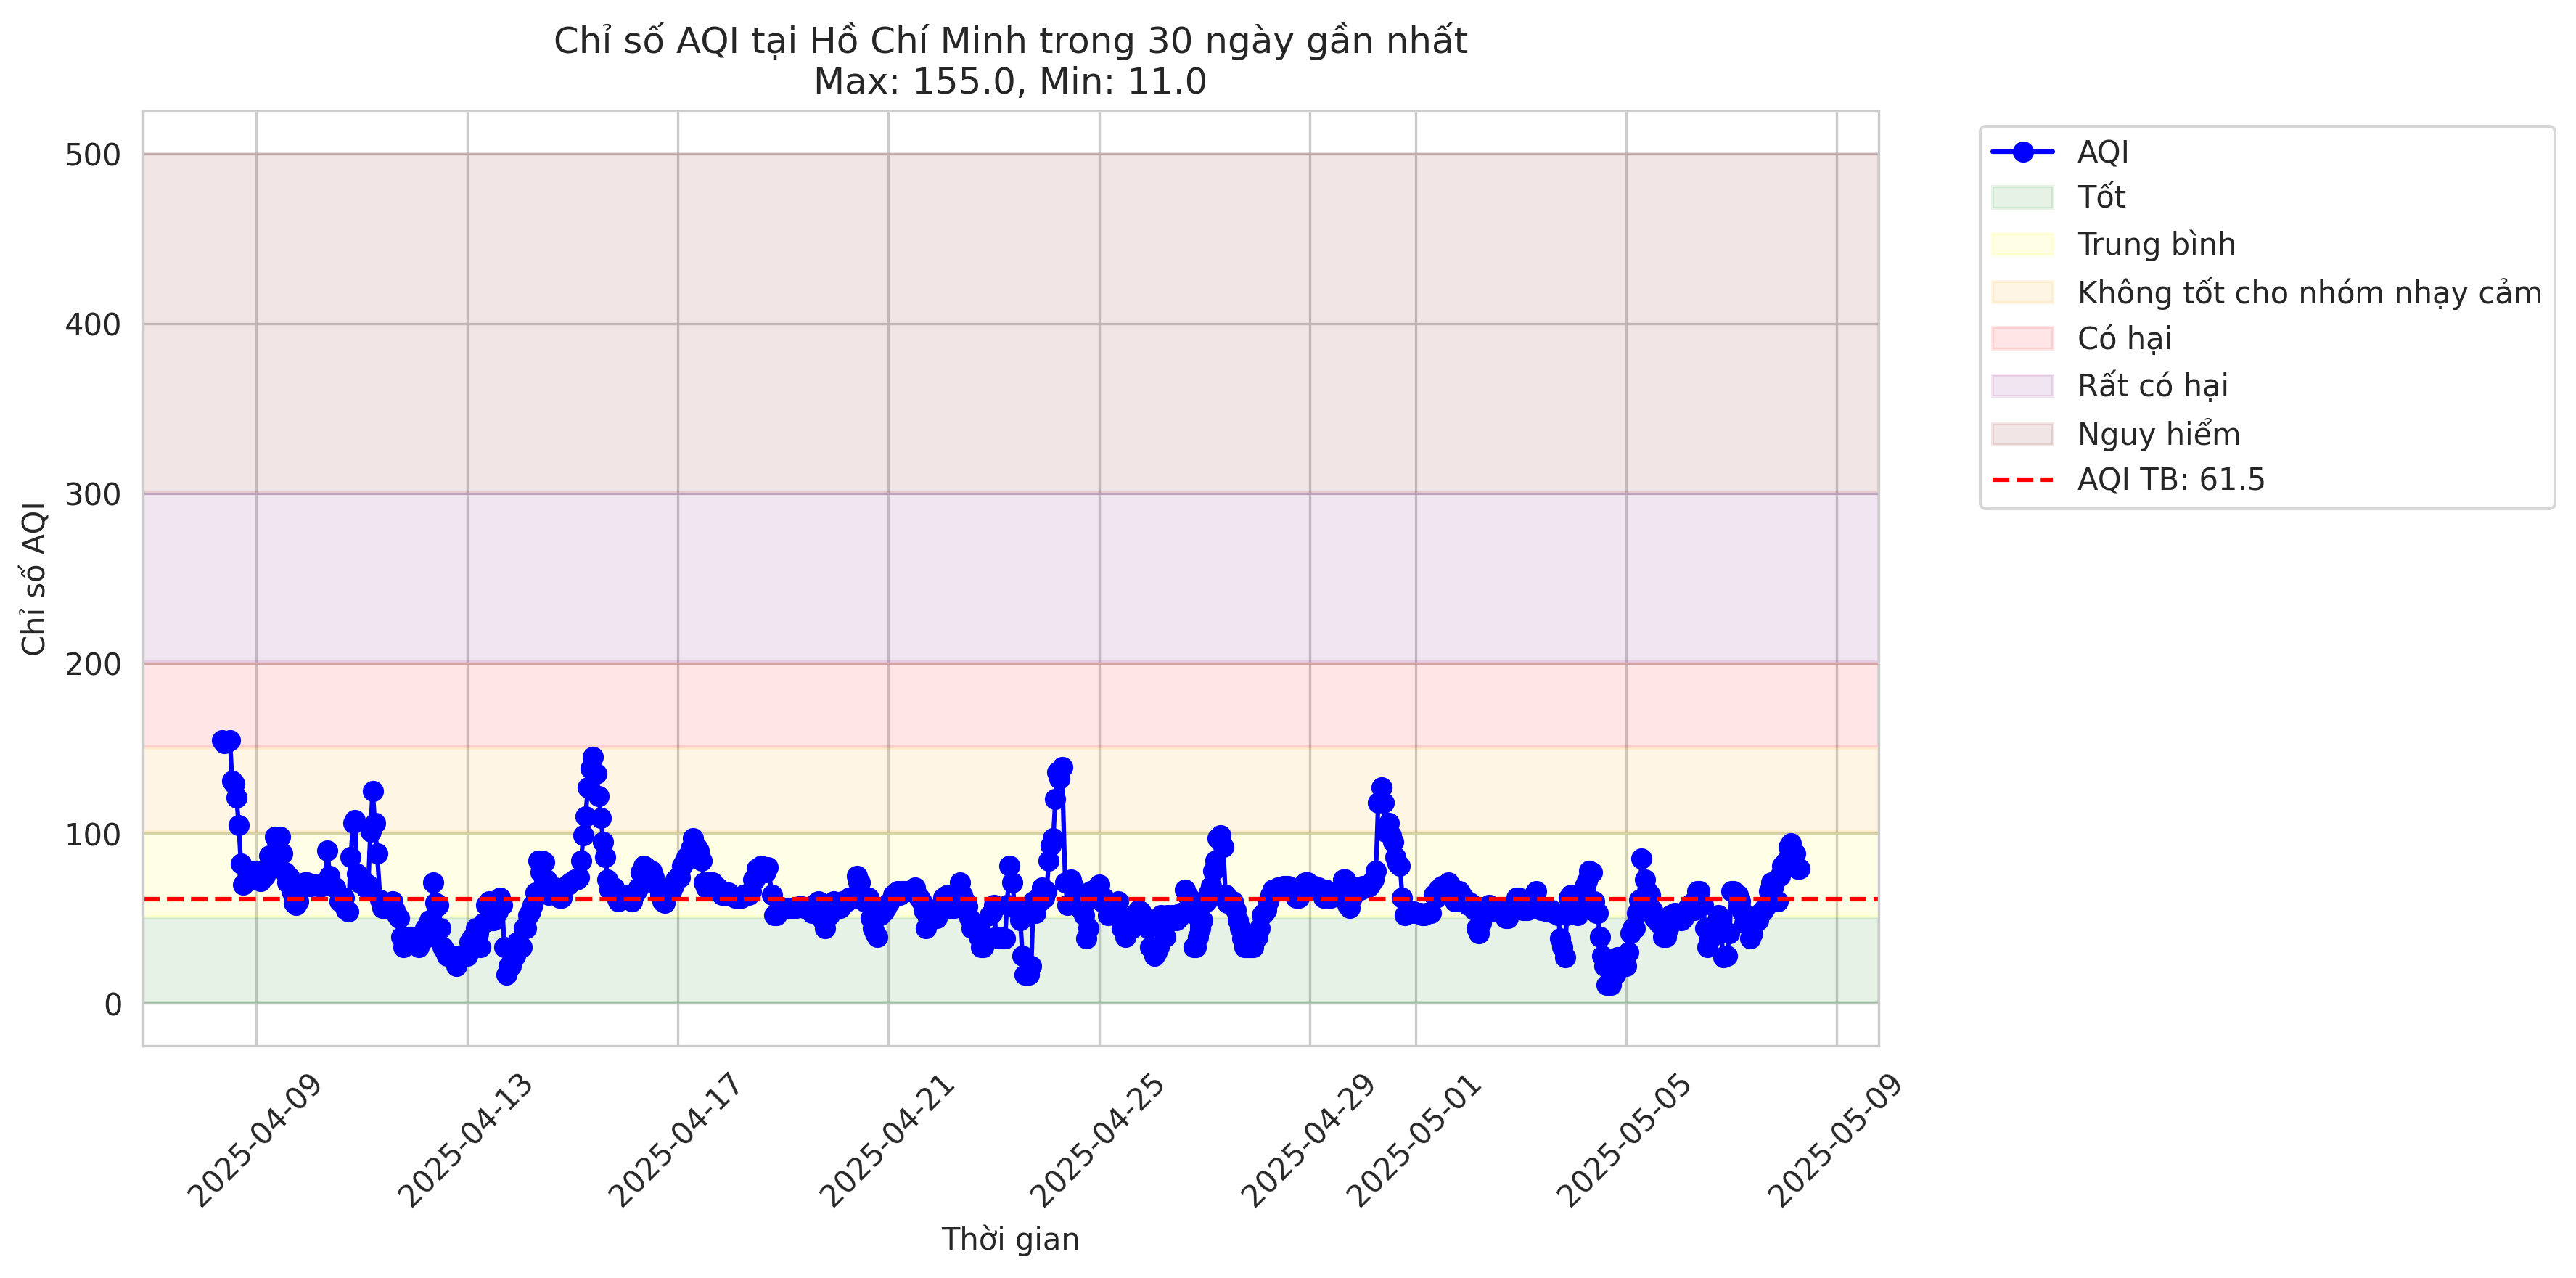 Chỉ số AQI tại Hồ Chí Minh trong 30 ngày gần nhất
Max: 155.0, Min: 11.0
Chỉ số AQI
500
400
300
200
100
0
2025-04-09
2025-04-13
2025-04-17
2025-04-21
2025-04-25
2025-04-29
2025-05-01
2025-05-05
2025-05-09
Thời gian
AQI
Tốt
Trung bình
Không tốt cho nhóm nhạy cảm
Có hại
Rất có hại
Nguy hiểm
AQI TB: 61.5